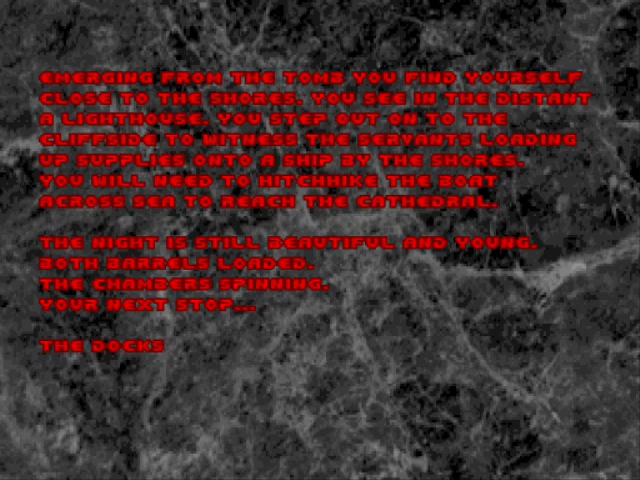 EMERGING FROM THE TOMB YOU FIND YOURSELF
CLOSE TO THE SHORES. YOU SEE IN THE DISTANT
A LIGHTHOUSE. YOU STEP OUT ON TO THE
CLIFFSIDE TO WITNESS THE SERVANTS LOADING
UP SUPPLIES ONTO A SHIP BY THE SHORES.
YOU WILL NEED TO HITCHHIKE THE BOAT
ACROSS SEA TO REACH THE CATHEDRAL.
THE NIGHT IS STILL BEAUTIFUL AND YOUNG.
BOTH BARRELS LOADED.
THE CHAMBERS SPINNING.
YOUR NEXT STOP...
THE DOCKS